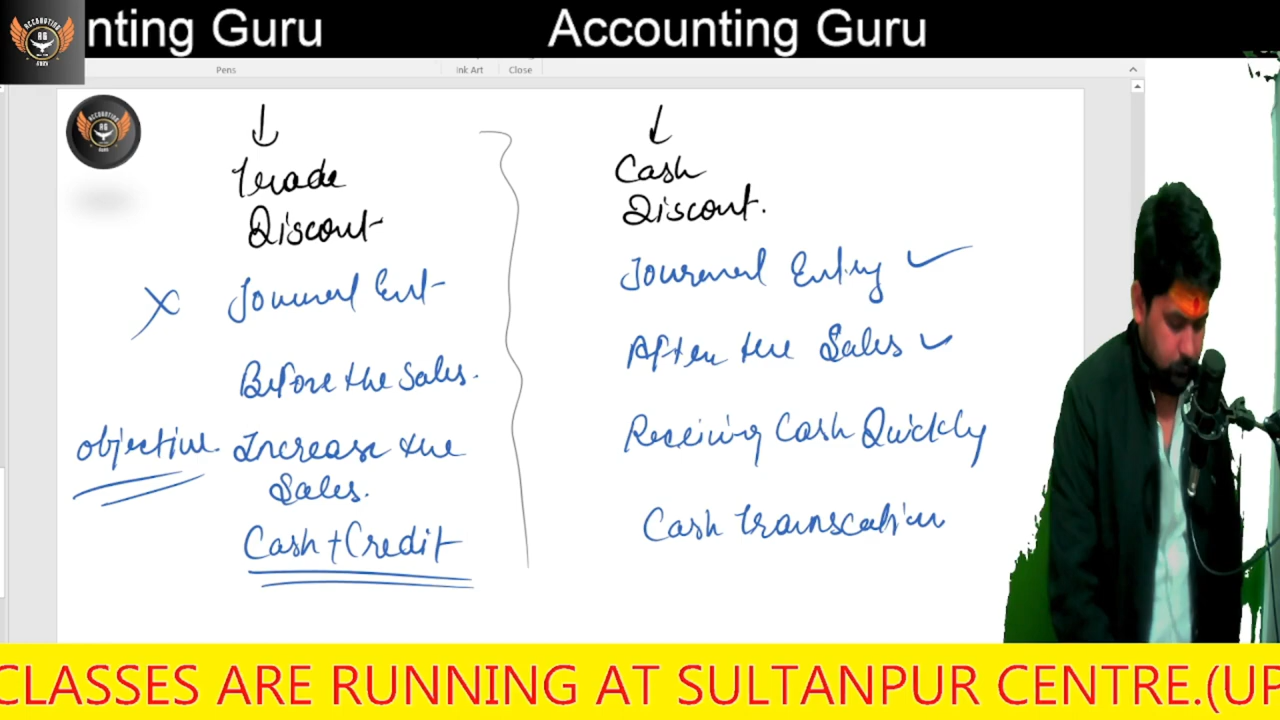 nting Guru
Accounting Guru
Pens
Ink Art
Close
Trade
Discout
Cash
Discout.
X Journal Ent
Journal Entry ✓
Before the Sales.
After the Sales ✓
objective. Increase the
Sales.
Receiving Cash Quickly
Cash + Credit
Cash transcation
CLASSES ARE RUNNING AT SULTANPUR CENTRE.(UP